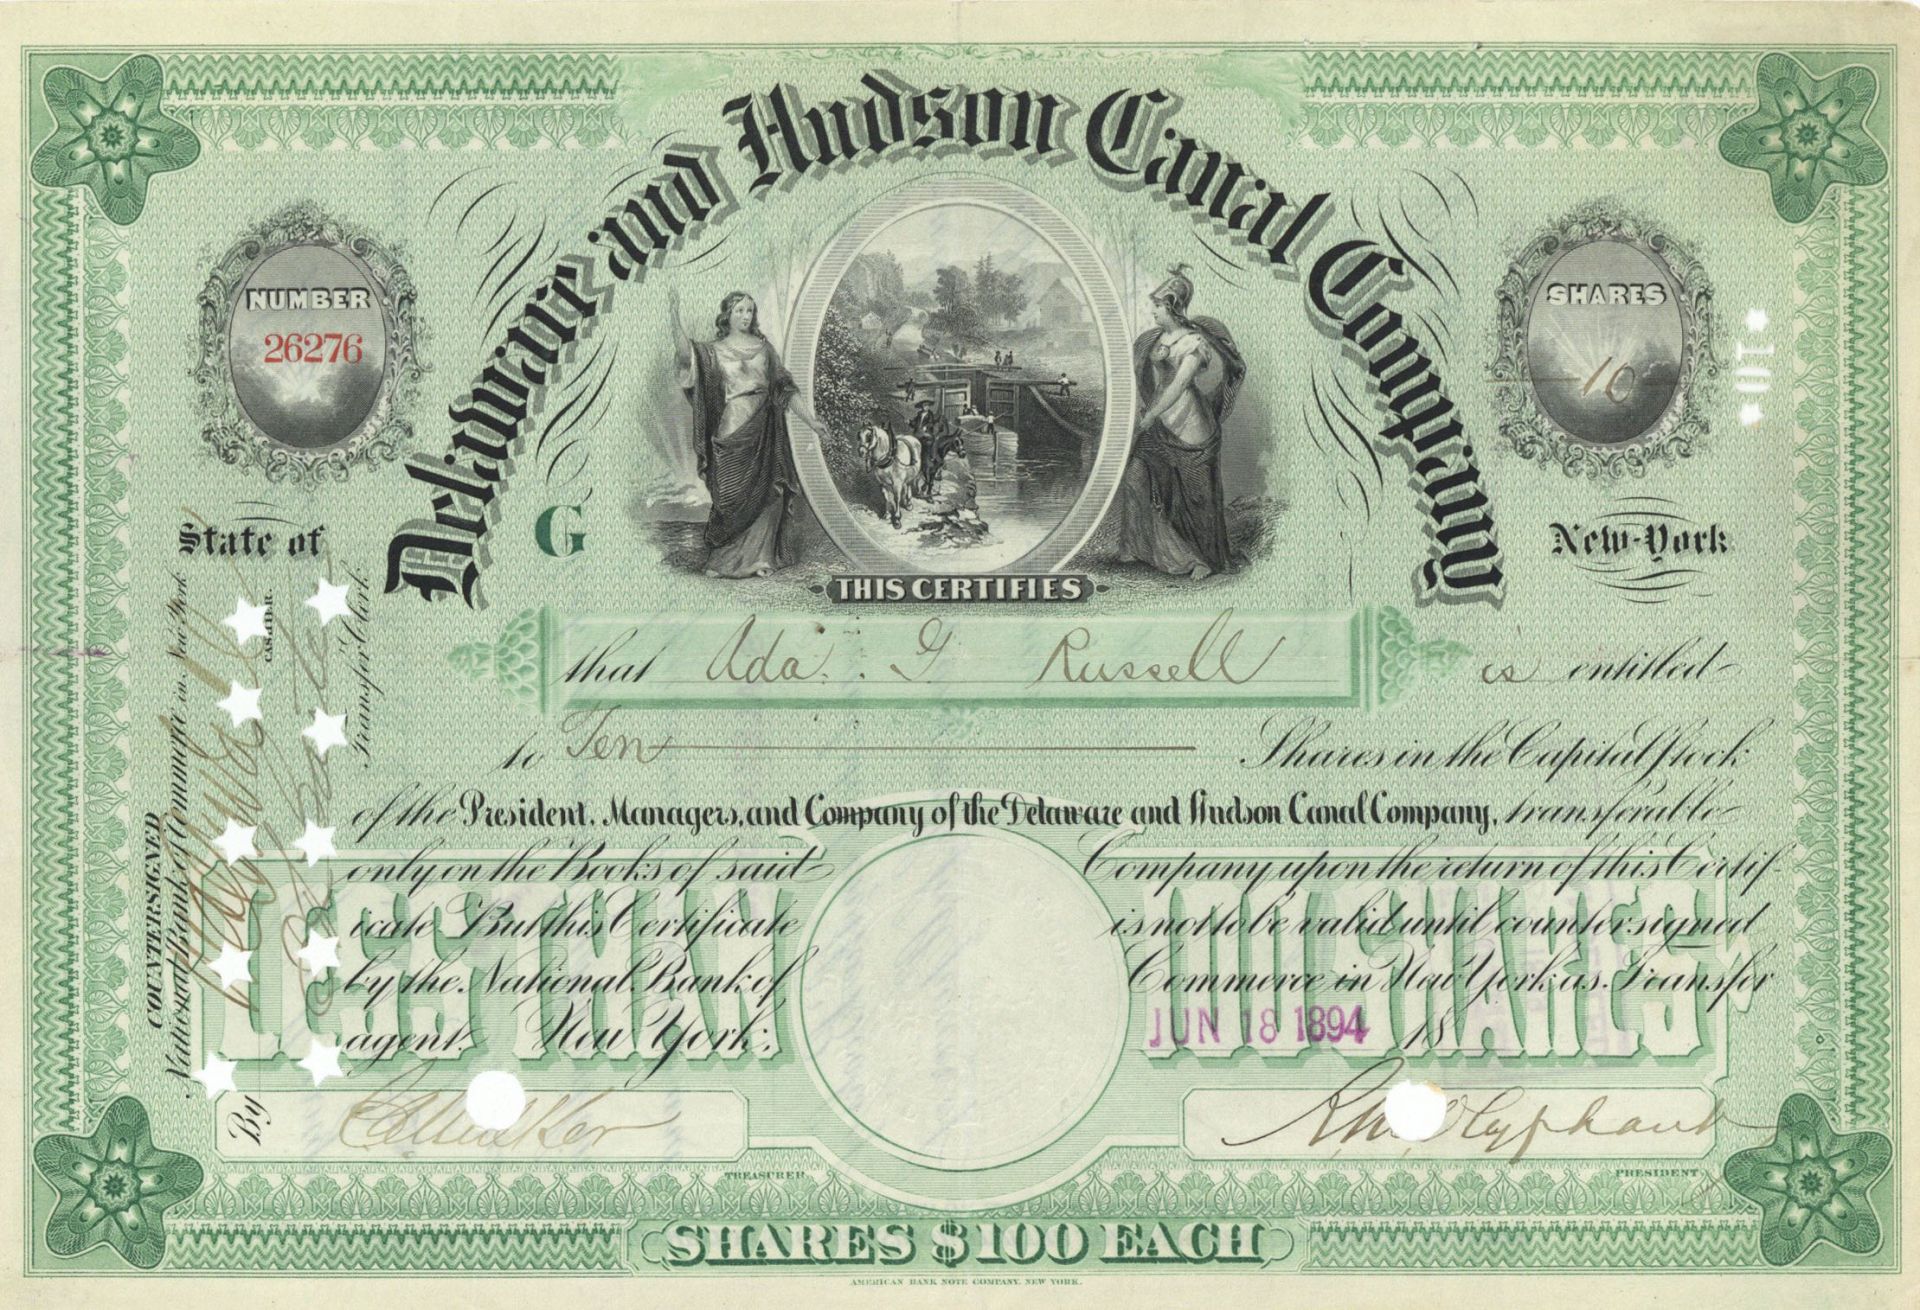 Delaware and Hudson Canal Company
NUMBER
26276
SHARES
10
★10★
State of
New-York
G
THIS CERTIFIES
that Ada G Russell is entitled
to Ten Shares in the Capital Stock
of the President, Managers, and Company of the Delaware and Hudson Canal Company, transferable
only on the Books of said Company upon the return of this Certif-
icate But this Certificate is not to be valid until countersigned
by the National Bank of Commerce in New York as Transfer
agent. New York, JUN 18 1894 18
LESS THAN 100 SHARES
COUNTERSIGNED
National Bank of Commerce in New York
By
CASHIER.
Transfer Clerk
TREASURER
PRESIDENT
SHARES $100 EACH
AMERICAN BANK NOTE COMPANY, NEW YORK.